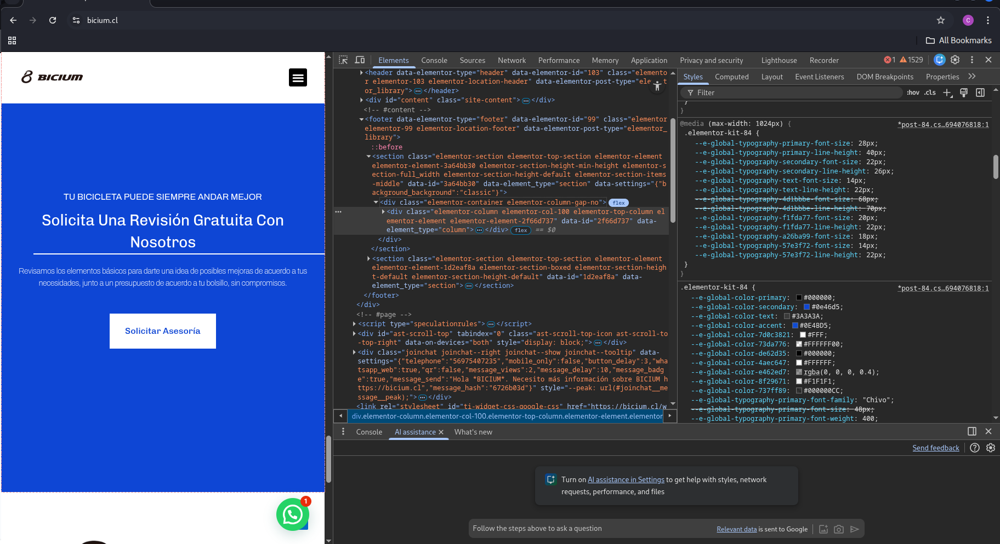 bicium.cl
All Bookmarks
BICIUM
TU BICICLETA PUEDE SIEMPRE ANDAR MEJOR
Solicita Una Revisión Gratuita Con
Nosotros
Revisamos los elementos básicos para darte una idea de posibles mejoras de acuerdo a tus
necesidades, junto a un presupuesto de acuerdo a tu bolsillo, sin compromisos.
Solicitar Asesoría
1
Elements Console Sources Network Performance Memory Application Privacy and security Lighthouse Recorder 1 1529
<header data-elementor-type="header" data-elementor-id="103" class="elemento
r elementor-103 elementor-location-header" data-elementor-post-type="ele tor_library"> ... </header>
<div id="content" class="site-content"> ... </div>
<!-- #content -->
<footer data-elementor-type="footer" data-elementor-id="99" class="elementor
elementor-99 elementor-location-footer" data-elementor-post-type="elementor_
library">
::before
<section class="elementor-section elementor-top-section elementor-element
elementor-element-3a64bb30 elementor-section-height-min-height elementor-s
ection-full_width elementor-section-height-default elementor-section-items
-middle" data-id="3a64bb30" data-element_type="section" data-settings="{"b
ackground_background":"classic"}">
<div class="elementor-container elementor-column-gap-no"> flex
... <div class="elementor-column elementor-col-100 elementor-top-column el
ementor-element elementor-element-2f66d737" data-id="2f66d737" data-
element_type="column"> ... </div> flex == $0
</div>
</section>
<section class="elementor-section elementor-top-section elementor-element
elementor-element-1d2eaf8a elementor-section-boxed elementor-section-heigh
t-default elementor-section-height-default" data-id="1d2eaf8a" data-
element_type="section"> ... </section>
</footer>
</div>
<!-- #page -->
<script type="speculationrules"> ... </script>
<div id="ast-scroll-top" tabindex="0" class="ast-scroll-top-icon ast-scroll-to
-top-right" data-on-devices="both" style="display: block;"> ... </div>
<div class="joinchat joinchat--right joinchat--show joinchat--tooltip" data-
settings="{"telephone":"56975407235","mobile_only":false,"button_delay":3,"wha
tsapp_web":true,"qr":false,"message_views":2,"message_delay":10,"message_badg
e":true,"message_send":"Hola *BICIUM*. Necesito más información sobre BICIUM h
ttps://bicium.cl","message_hash":"6726b03d"}" style="--peak: url(#joinchat__me
ssage__peak);"> ... </div>
<link rel="stylesheet" id="ti-widget-css-google-css" href="https://bicium.cl/w
div.elementor-column.elementor-col-100.elementor-top-column.elementor-element.elementor
Styles Computed Layout Event Listeners DOM Breakpoints Properties
Filter :hov .cls
}
}
@media (max-width: 1024px) { *post-84.cs…694076818:1
.elementor-kit-84 {
--e-global-typography-primary-font-size: 28px;
--e-global-typography-primary-line-height: 40px;
--e-global-typography-secondary-font-size: 22px;
--e-global-typography-secondary-line-height: 26px;
--e-global-typography-text-font-size: 14px;
--e-global-typography-text-line-height: 22px;
--e-global-typography-4d1bbbe-font-size: 68px;
--e-global-typography-4d1bbbe-line-height: 70px;
--e-global-typography-f1fda77-font-size: 20px;
--e-global-typography-f1fda77-line-height: 22px;
--e-global-typography-a26ba99-font-size: 18px;
--e-global-typography-57e3f72-font-size: 14px;
--e-global-typography-57e3f72-line-height: 22px;
}
}
.elementor-kit-84 { *post-84.cs…694076818:1
--e-global-color-primary: #000000;
--e-global-color-secondary: #0e46d5;
--e-global-color-text: #3A3A3A;
--e-global-color-accent: #0E4BD5;
--e-global-color-7d0c3821: #FFF;
--e-global-color-73da776: #FFFFFF00;
--e-global-color-de62d35: #000000;
--e-global-color-4aec647: #FFFFFF;
--e-global-color-e462ed7: rgba(0, 0, 0, 0.4);
--e-global-color-8f29671: #F1F1F1;
--e-global-color-737ff89: #000000CC;
--e-global-typography-primary-font-family: "Chivo";
--e-global-typography-primary-font-size: 48px;
--e-global-typography-primary-font-weight: 400;
Console AI assistance What's new
Send feedback
Turn on AI assistance in Settings to get help with styles, network
requests, performance, and files
Follow the steps above to ask a question Relevant data is sent to Google